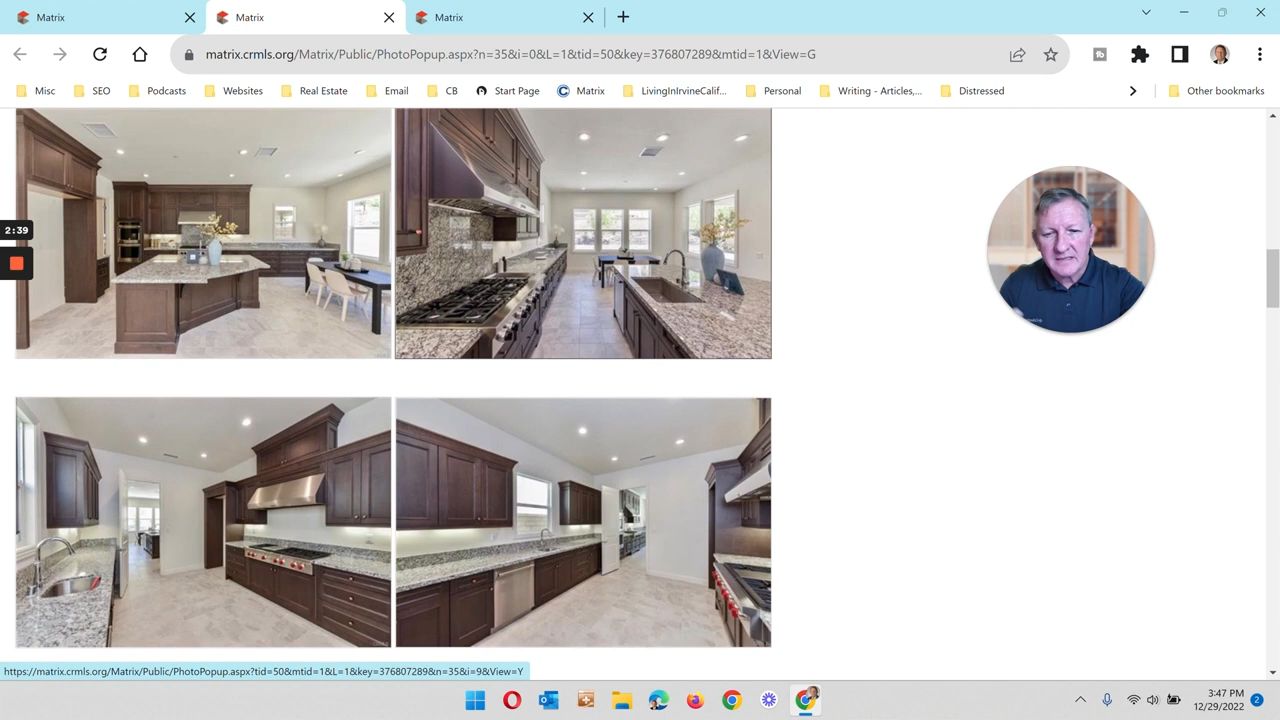 Matrix
Matrix
Matrix
matrix.crmls.org/Matrix/Public/PhotoPopup.aspx?n=35&i=0&L=1&tid=50&key=376807289&mtid=1&View=G
Misc SEO Podcasts Websites Real Estate Email CB Start Page Matrix LivingInIrvineCalif... Personal Writing - Articles,... Distressed Other bookmarks
2:39
https://matrix.crmls.org/Matrix/Public/PhotoPopup.aspx?tid=50&mtid=1&L=1&key=376807289&n=35&i=9&View=Y
3:47 PM
12/29/2022
2